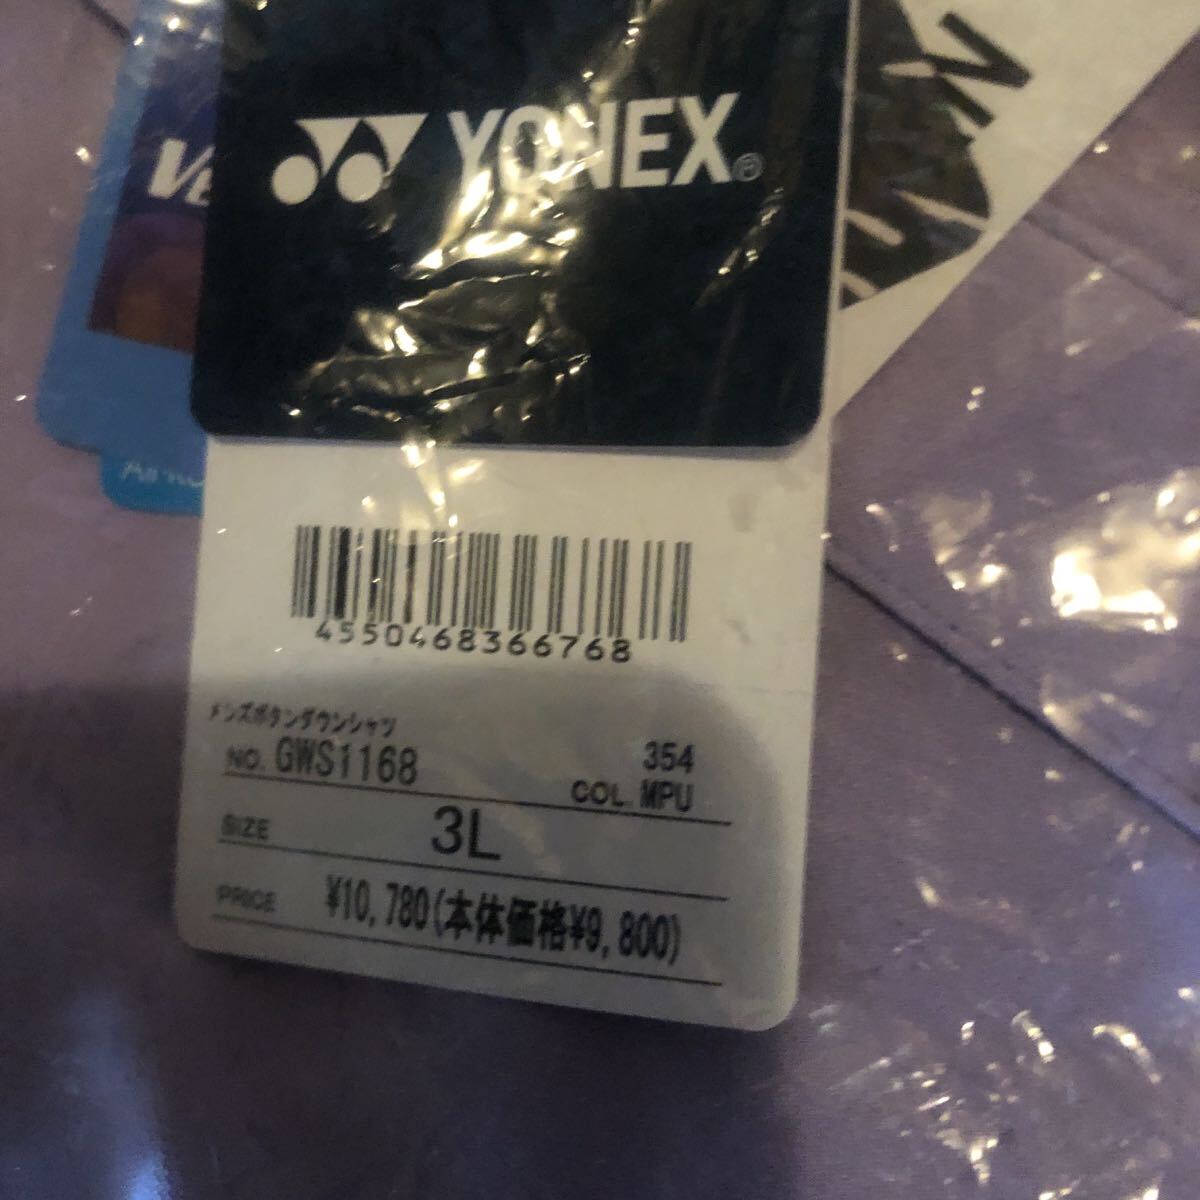 YONEX®
4550468366768
メンズボタンダウンシャツ
NO. GWS1168
354
COL. MPU
SIZE 3L
PRICE ¥10,780(本体価格¥9,800)